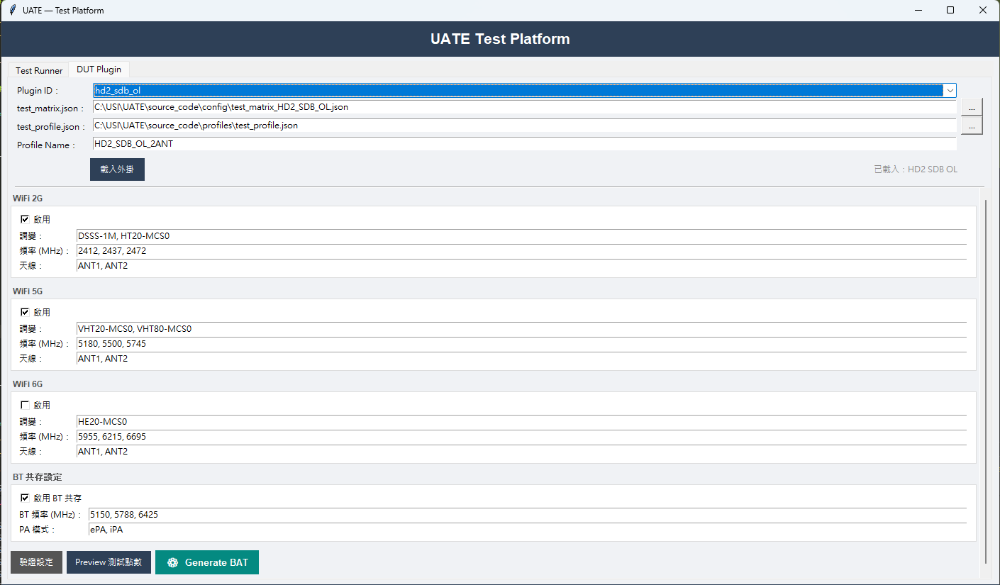 UATE — Test Platform
UATE Test Platform
Test Runner DUT Plugin
Plugin ID： hd2_sdb_ol
test_matrix.json： C:\USI\UATE\source_code\config\test_matrix_HD2_SDB_OL.json ...
test_profile.json： C:\USI\UATE\source_code\profiles\test_profile.json ...
Profile Name： HD2_SDB_OL_2ANT
載入外掛 已載入：HD2 SDB OL
WiFi 2G
啟用
調變： DSSS-1M, HT20-MCS0
頻率 (MHz)： 2412, 2437, 2472
天線： ANT1, ANT2
WiFi 5G
啟用
調變： VHT20-MCS0, VHT80-MCS0
頻率 (MHz)： 5180, 5500, 5745
天線： ANT1, ANT2
WiFi 6G
啟用
調變： HE20-MCS0
頻率 (MHz)： 5955, 6215, 6695
天線： ANT1, ANT2
BT 共存設定
啟用 BT 共存
BT 頻率 (MHz)： 5150, 5788, 6425
PA 模式： ePA, iPA
驗證設定 Preview 測試點數 Generate BAT